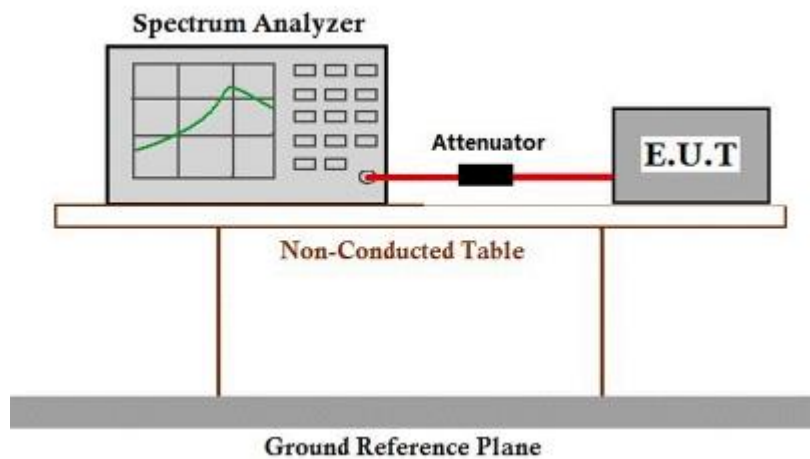 Spectrum Analyzer
Attenuator
E.U.T
Non-Conducted Table
Ground Reference Plane